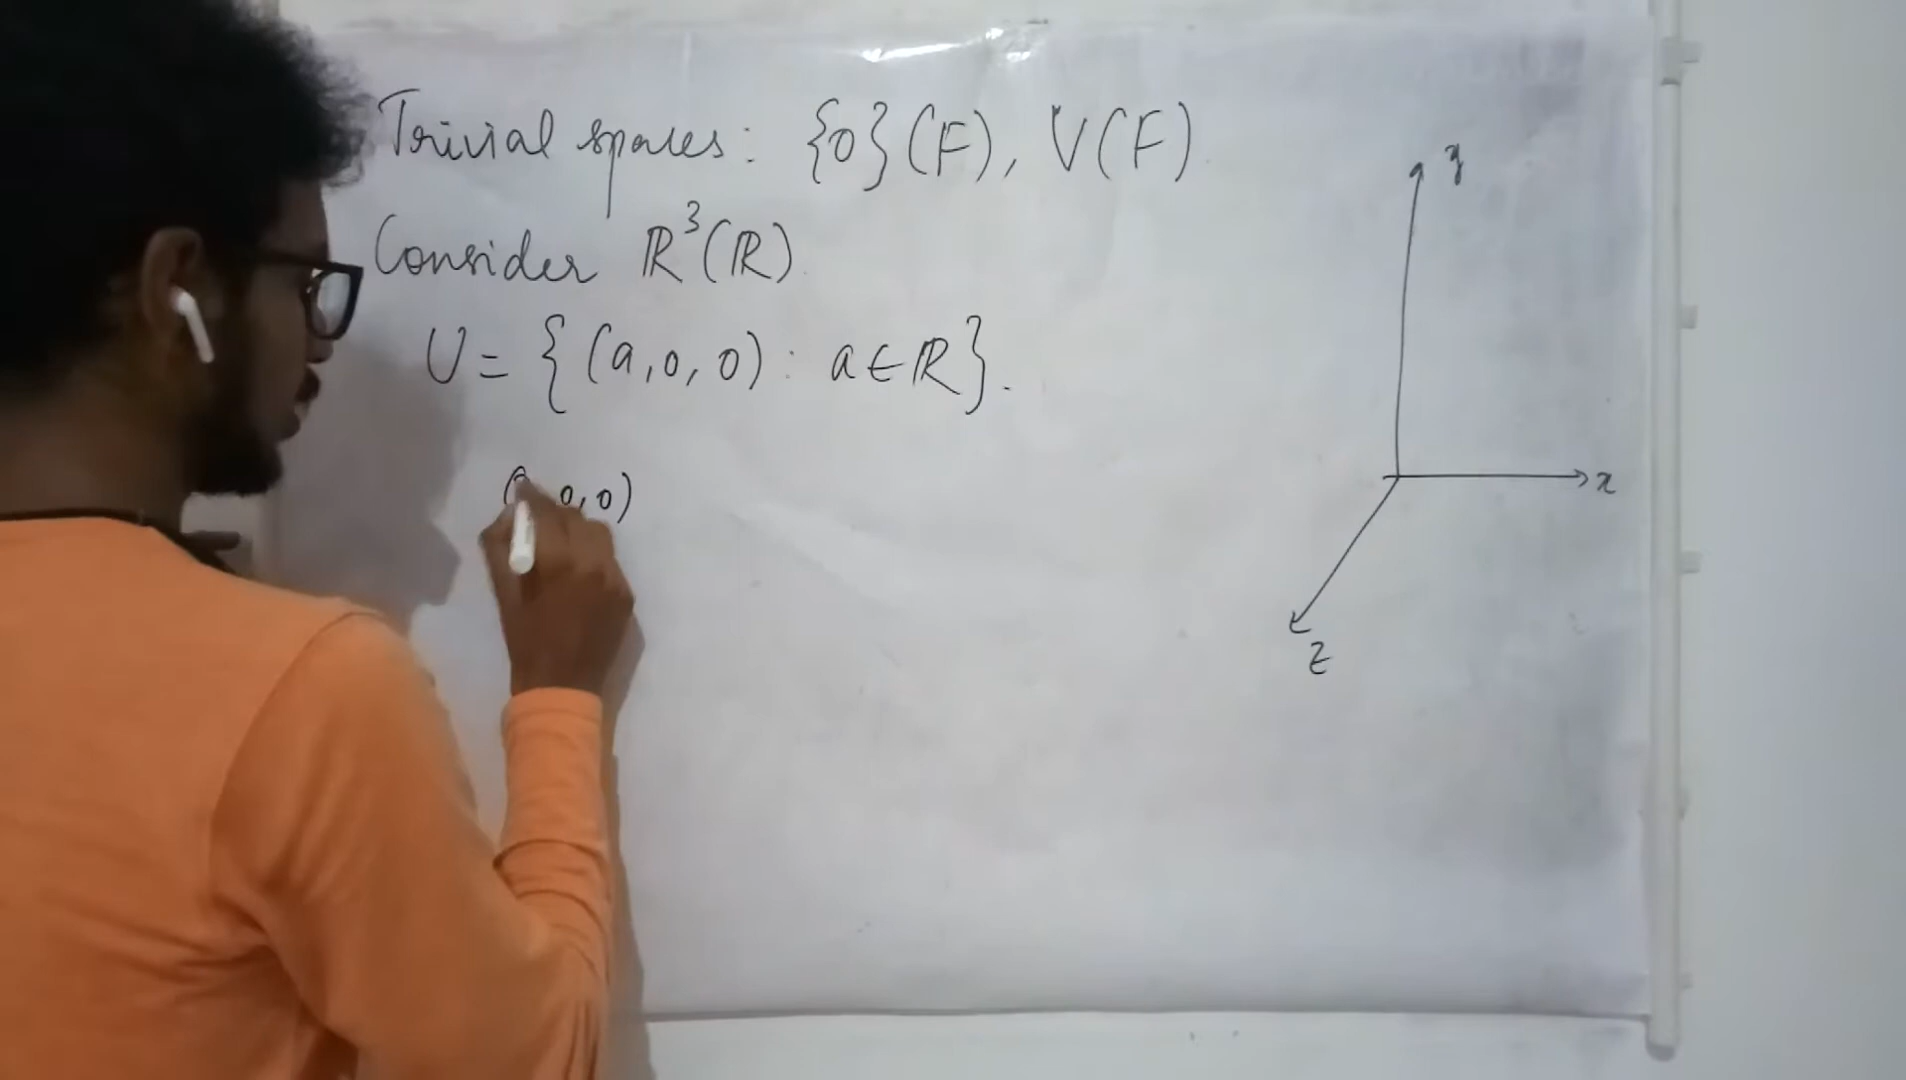 Trivial spaces: {0}(F), V(F)
Consider ℝ³(ℝ)
U = {(a,0,0): a∈ℝ}.
0,0)
y
x
z